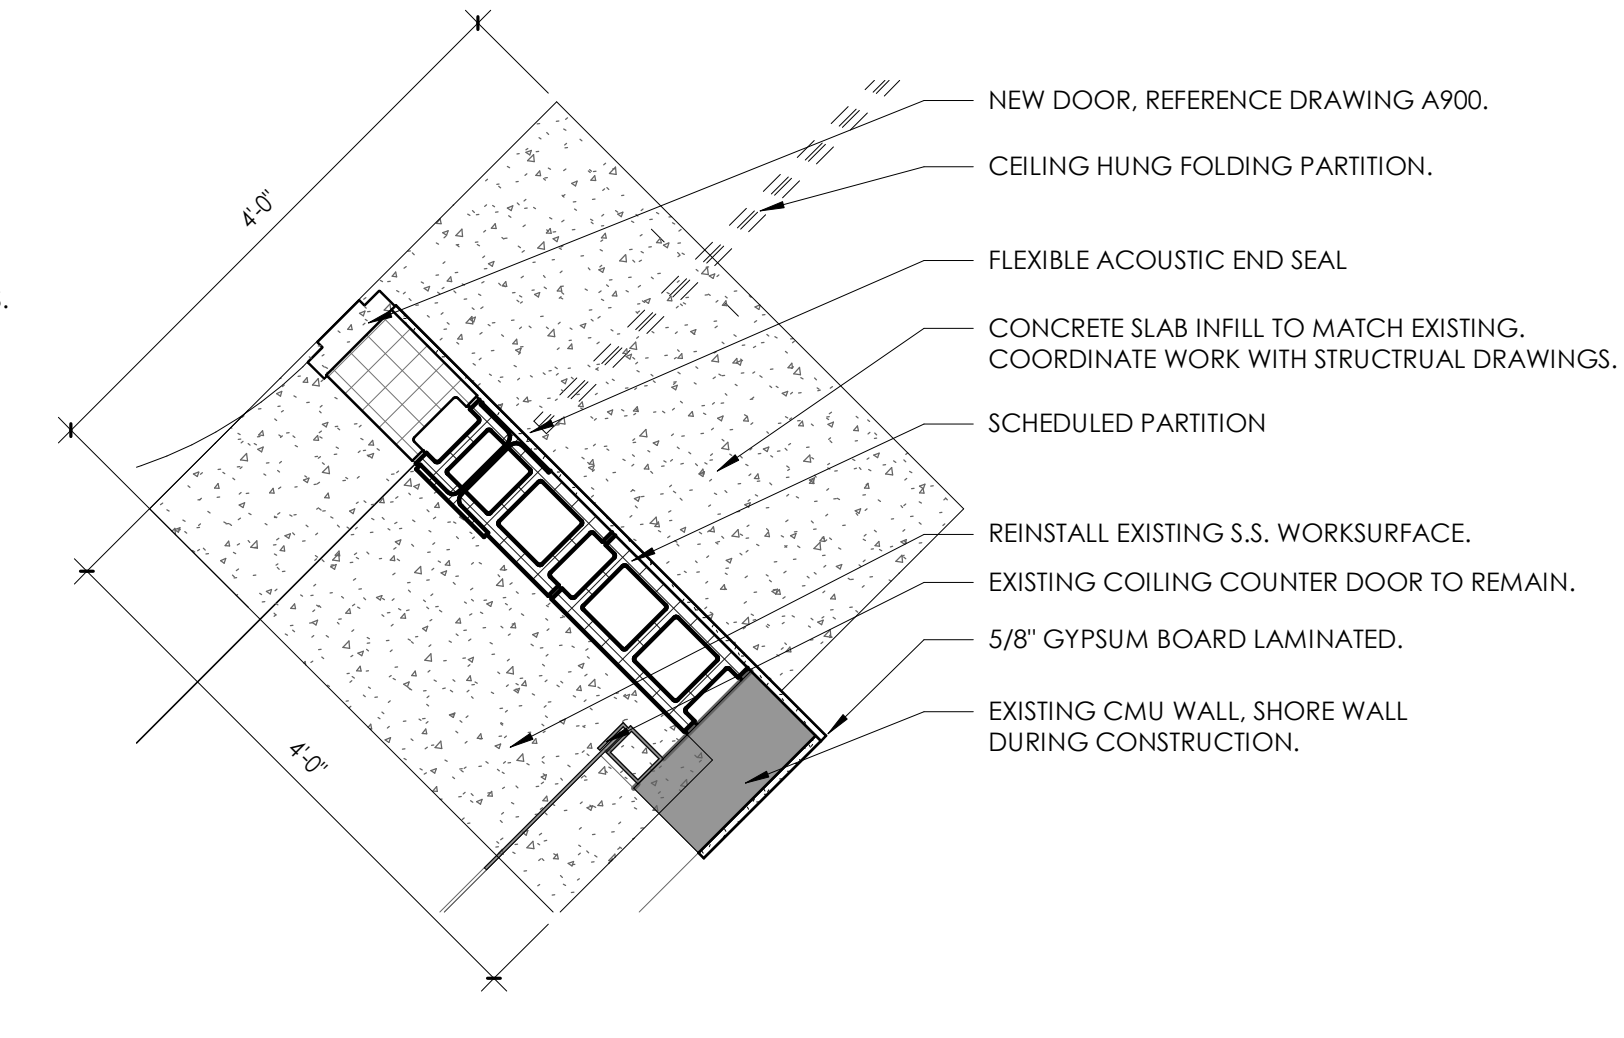 NEW DOOR, REFERENCE DRAWING A900.
CEILING HUNG FOLDING PARTITION.
4'-0"
FLEXIBLE ACOUSTIC END SEAL
CONCRETE SLAB INFILL TO MATCH EXISTING.
COORDINATE WORK WITH STRUCTRUAL DRAWINGS.
SCHEDULED PARTITION
REINSTALL EXISTING S.S. WORKSURFACE.
EXISTING COILING COUNTER DOOR TO REMAIN.
5/8" GYPSUM BOARD LAMINATED.
EXISTING CMU WALL, SHORE WALL
DURING CONSTRUCTION.
4'-0"